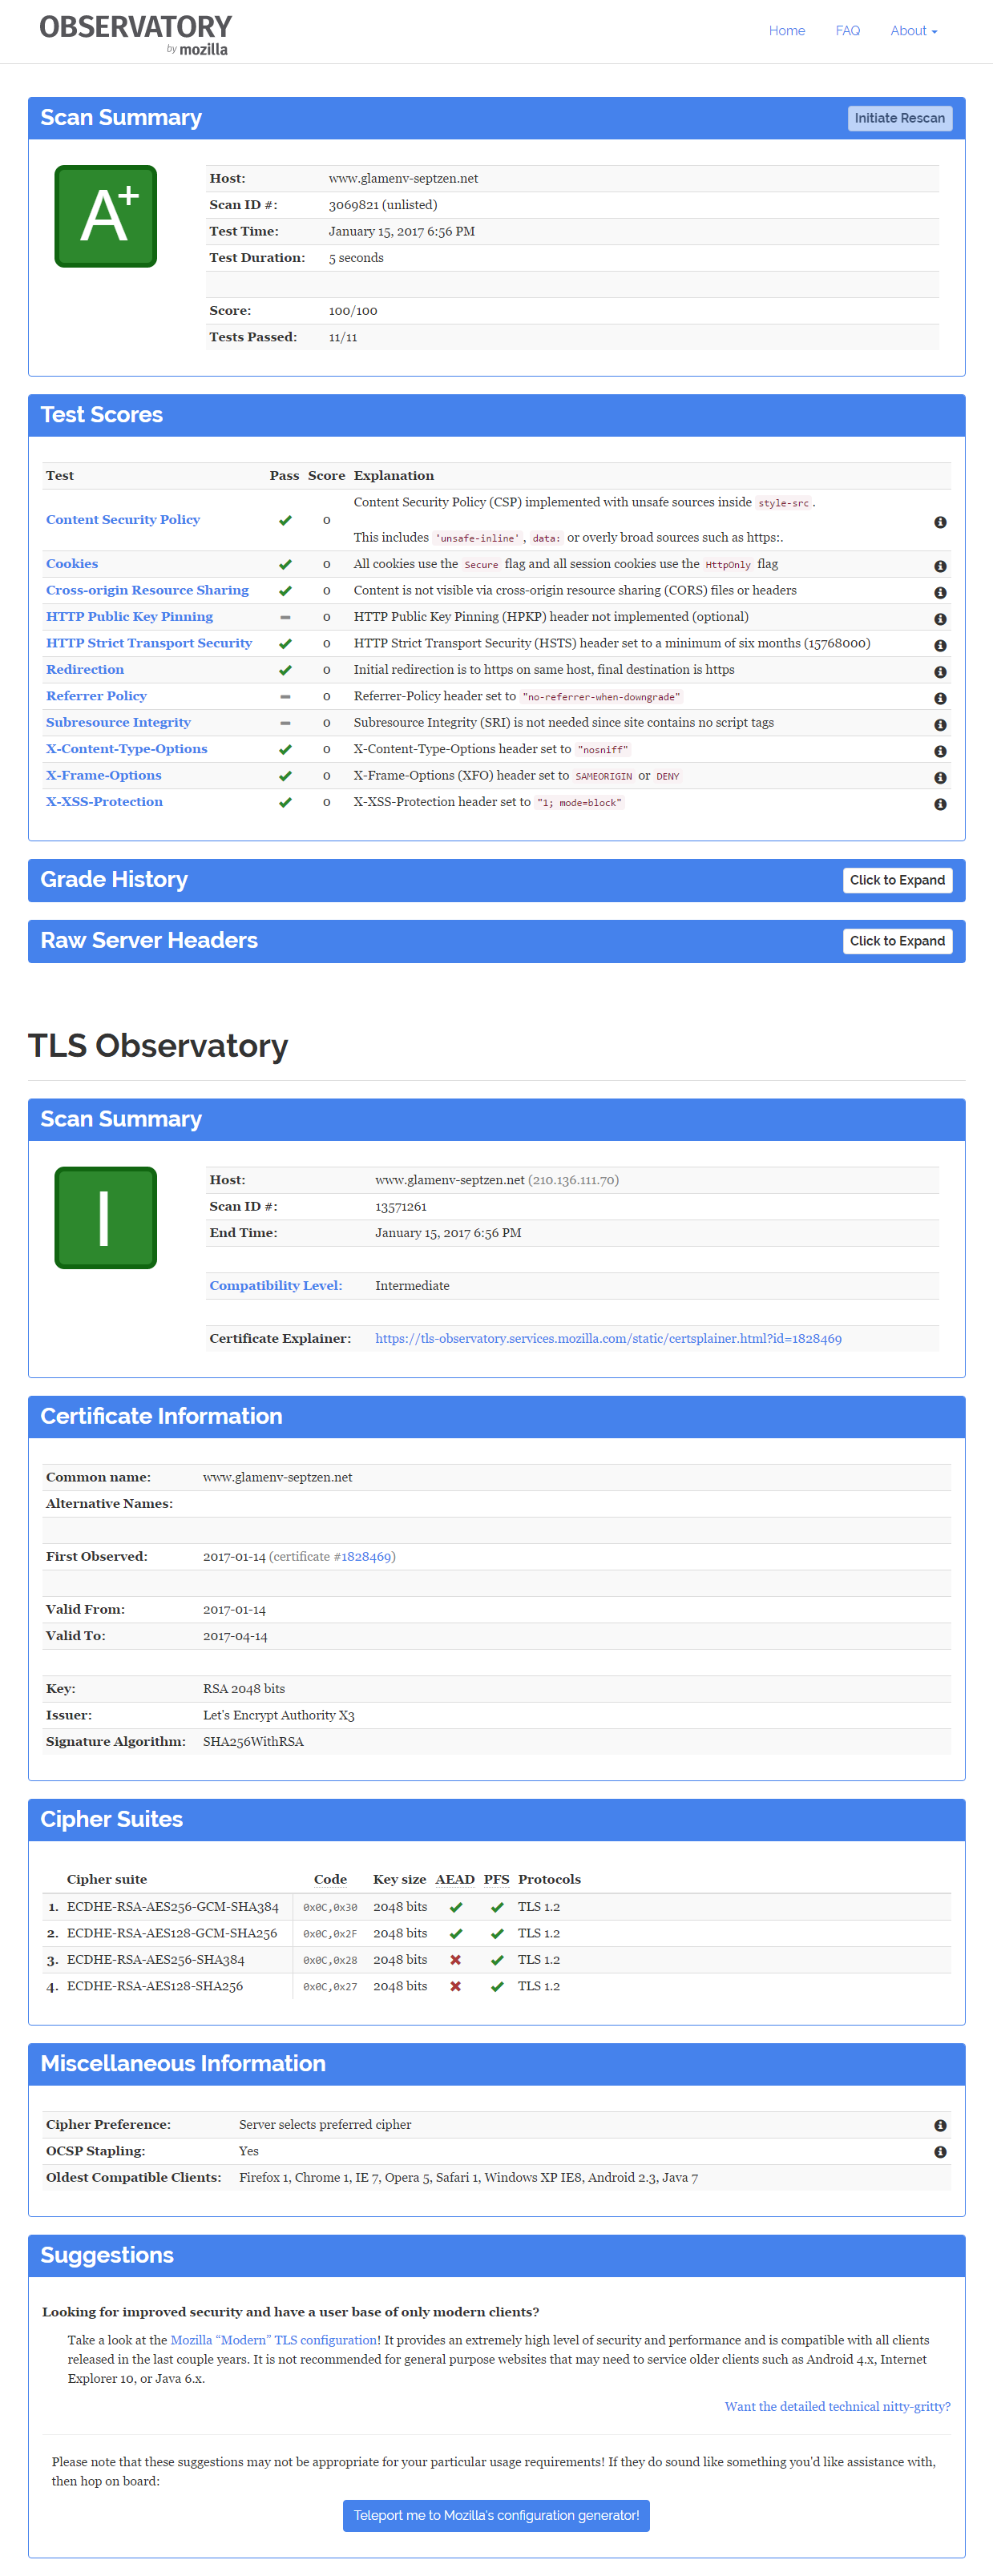 OBSERVATORY
by mozilla
Home FAQ About
Scan Summary Initiate Rescan
A+
Host: www.glamenv-septzen.net
Scan ID #: 3069821 (unlisted)
Test Time: January 15, 2017 6:56 PM
Test Duration: 5 seconds
Score: 100/100
Tests Passed: 11/11
Test Scores
Test Pass Score Explanation
Content Security Policy 0 Content Security Policy (CSP) implemented with unsafe sources inside style-src .
This includes 'unsafe-inline' , data: or overly broad sources such as https:.
Cookies 0 All cookies use the Secure flag and all session cookies use the HttpOnly flag
Cross-origin Resource Sharing 0 Content is not visible via cross-origin resource sharing (CORS) files or headers
HTTP Public Key Pinning 0 HTTP Public Key Pinning (HPKP) header not implemented (optional)
HTTP Strict Transport Security 0 HTTP Strict Transport Security (HSTS) header set to a minimum of six months (15768000)
Redirection 0 Initial redirection is to https on same host, final destination is https
Referrer Policy 0 Referrer-Policy header set to "no-referrer-when-downgrade"
Subresource Integrity 0 Subresource Integrity (SRI) is not needed since site contains no script tags
X-Content-Type-Options 0 X-Content-Type-Options header set to "nosniff"
X-Frame-Options 0 X-Frame-Options (XFO) header set to SAMEORIGIN or DENY
X-XSS-Protection 0 X-XSS-Protection header set to "1; mode=block"
Grade History Click to Expand
Raw Server Headers Click to Expand
TLS Observatory
Scan Summary
I
Host: www.glamenv-septzen.net (210.136.111.70)
Scan ID #: 13571261
End Time: January 15, 2017 6:56 PM
Compatibility Level: Intermediate
Certificate Explainer: https://tls-observatory.services.mozilla.com/static/certsplainer.html?id=1828469
Certificate Information
Common name: www.glamenv-septzen.net
Alternative Names:
First Observed: 2017-01-14 (certificate #1828469)
Valid From: 2017-01-14
Valid To: 2017-04-14
Key: RSA 2048 bits
Issuer: Let's Encrypt Authority X3
Signature Algorithm: SHA256WithRSA
Cipher Suites
Cipher suite Code Key size AEAD PFS Protocols
1. ECDHE-RSA-AES256-GCM-SHA384 0x0C,0x30 2048 bits TLS 1.2
2. ECDHE-RSA-AES128-GCM-SHA256 0x0C,0x2F 2048 bits TLS 1.2
3. ECDHE-RSA-AES256-SHA384 0x0C,0x28 2048 bits TLS 1.2
4. ECDHE-RSA-AES128-SHA256 0x0C,0x27 2048 bits TLS 1.2
Miscellaneous Information
Cipher Preference: Server selects preferred cipher
OCSP Stapling: Yes
Oldest Compatible Clients: Firefox 1, Chrome 1, IE 7, Opera 5, Safari 1, Windows XP IE8, Android 2.3, Java 7
Suggestions
Looking for improved security and have a user base of only modern clients?
Take a look at the Mozilla “Modern” TLS configuration! It provides an extremely high level of security and performance and is compatible with all clients
released in the last couple years. It is not recommended for general purpose websites that may need to service older clients such as Android 4.x, Internet
Explorer 10, or Java 6.x.
Want the detailed technical nitty-gritty?
Please note that these suggestions may not be appropriate for your particular usage requirements! If they do sound like something you'd like assistance with,
then hop on board:
Teleport me to Mozilla's configuration generator!